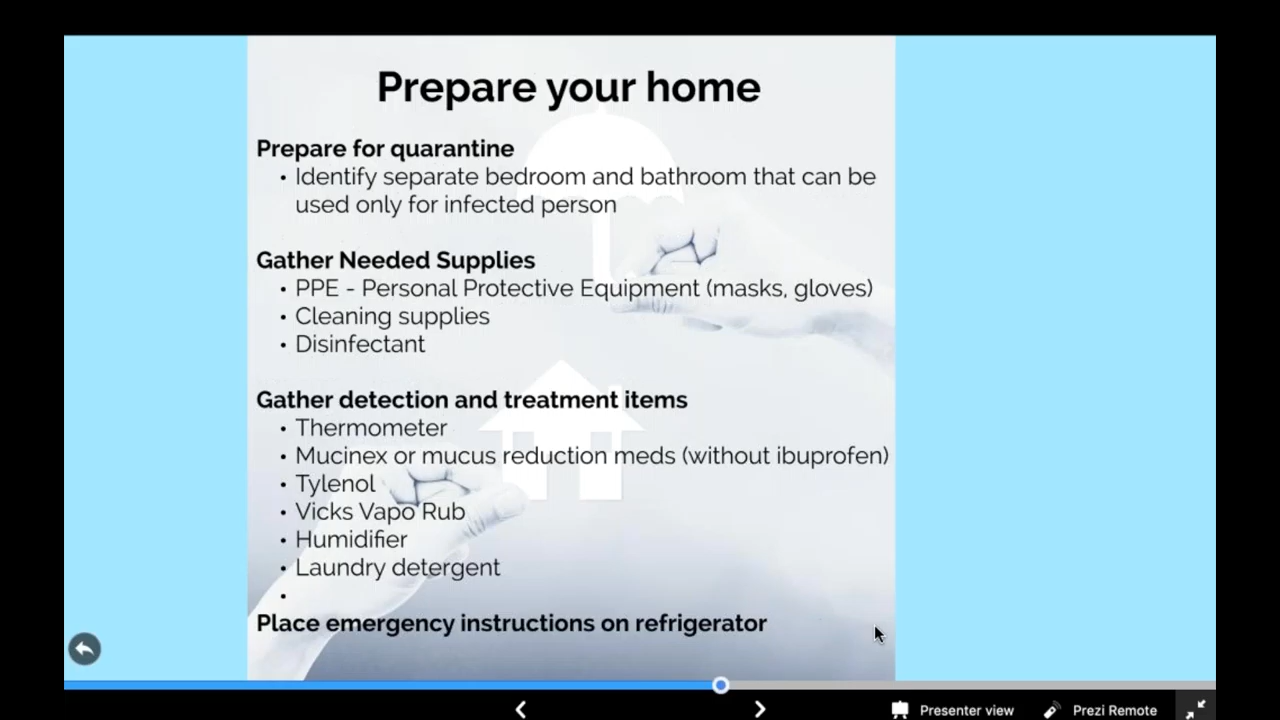 Prepare your home
Prepare for quarantine
• Identify separate bedroom and bathroom that can be
used only for infected person
Gather Needed Supplies
• PPE - Personal Protective Equipment (masks, gloves)
• Cleaning supplies
• Disinfectant
Gather detection and treatment items
• Thermometer
• Mucinex or mucus reduction meds (without ibuprofen)
• Tylenol
• Vicks Vapo Rub
• Humidifier
• Laundry detergent
•
Place emergency instructions on refrigerator
Presenter view Prezi Remote